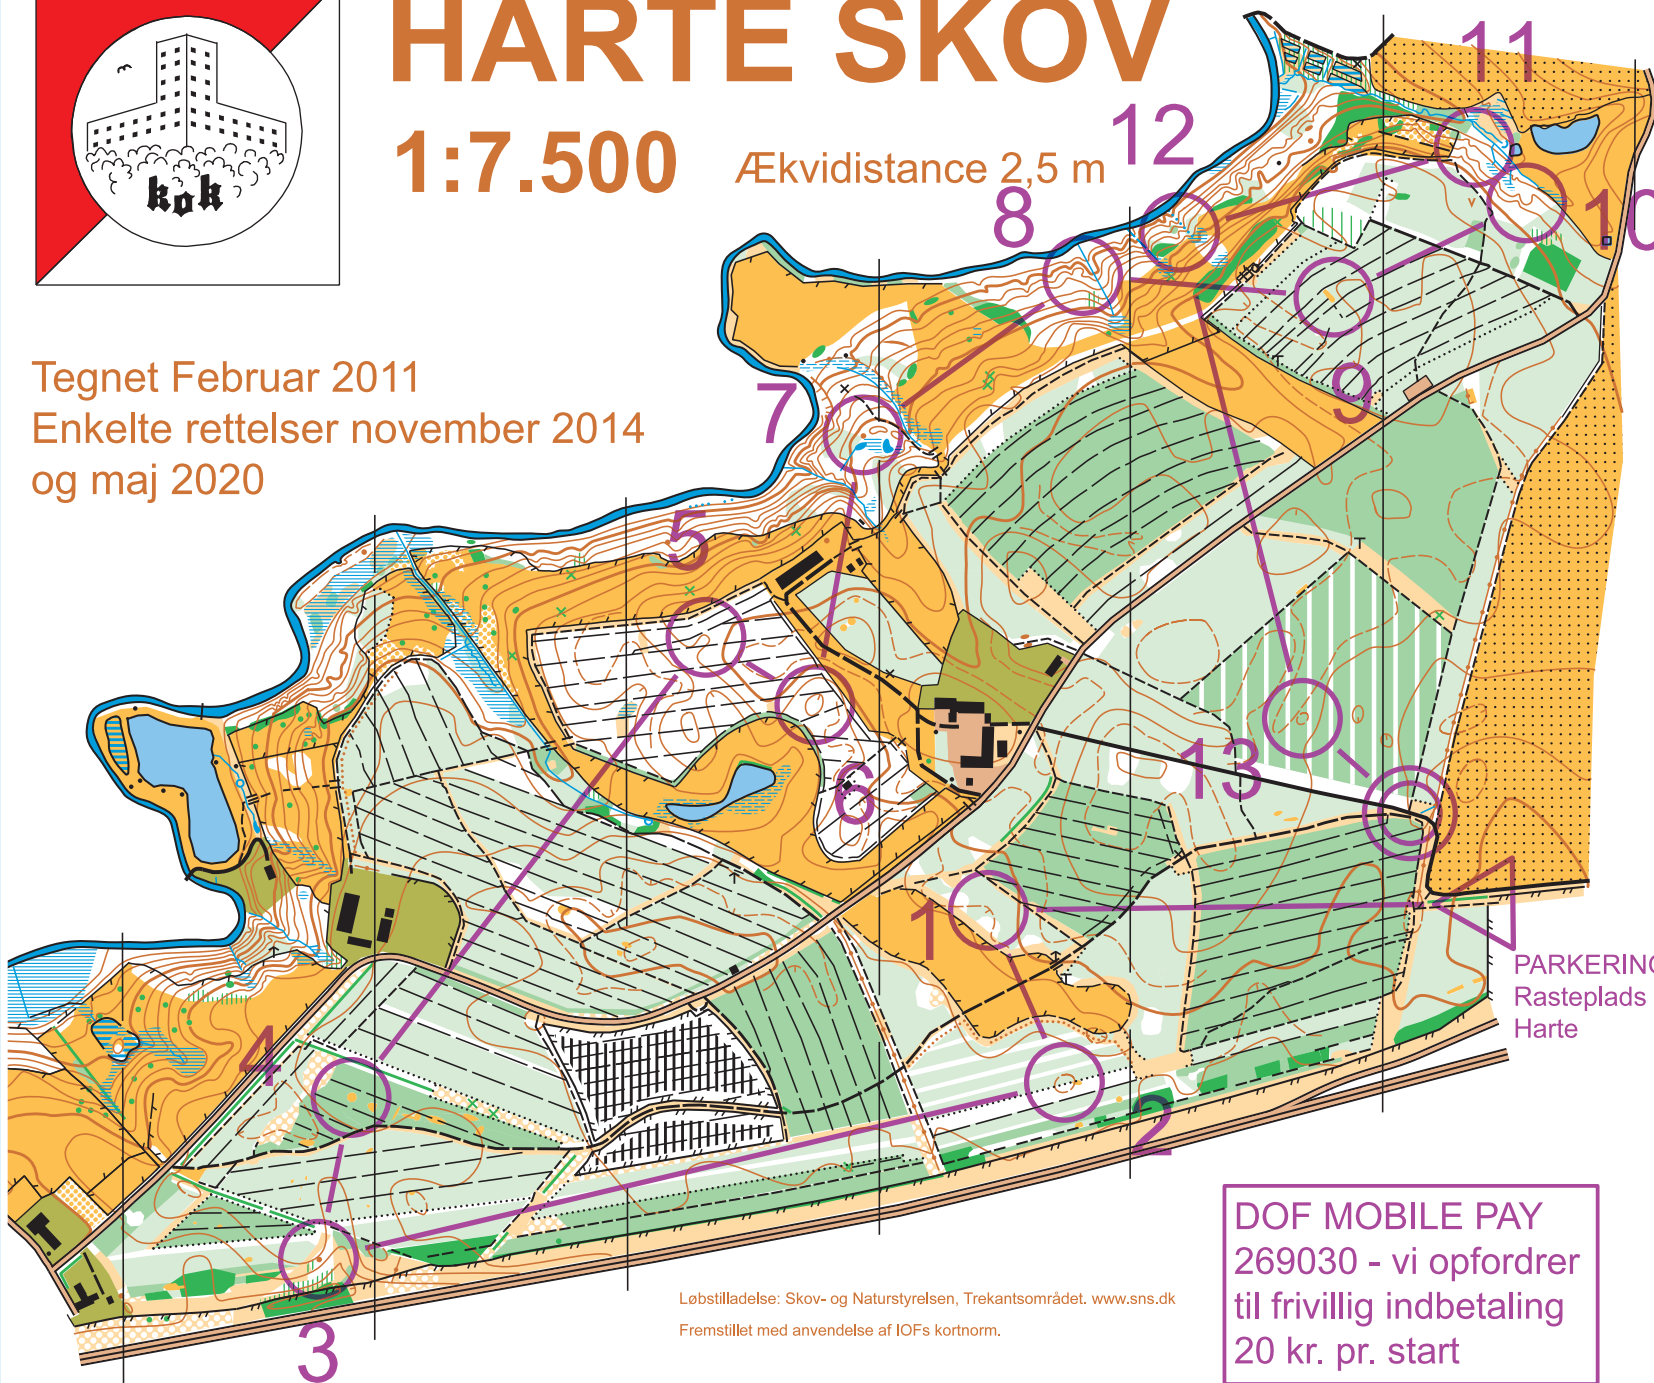 HARTE SKOV
1:7.500
Ækvidistance 2,5 m
kok
Tegnet Februar 2011
Enkelte rettelser november 2014
og maj 2020
11
12
8
10
7
9
5
13
6
1
4
2
3
PARKERING
Rasteplads
Harte
DOF MOBILE PAY
269030 - vi opfordrer
til frivillig indbetaling
20 kr. pr. start
Løbstilladelse: Skov- og Naturstyrelsen, Trekantsområdet. www.sns.dk
Fremstillet med anvendelse af IOFs kortnorm.